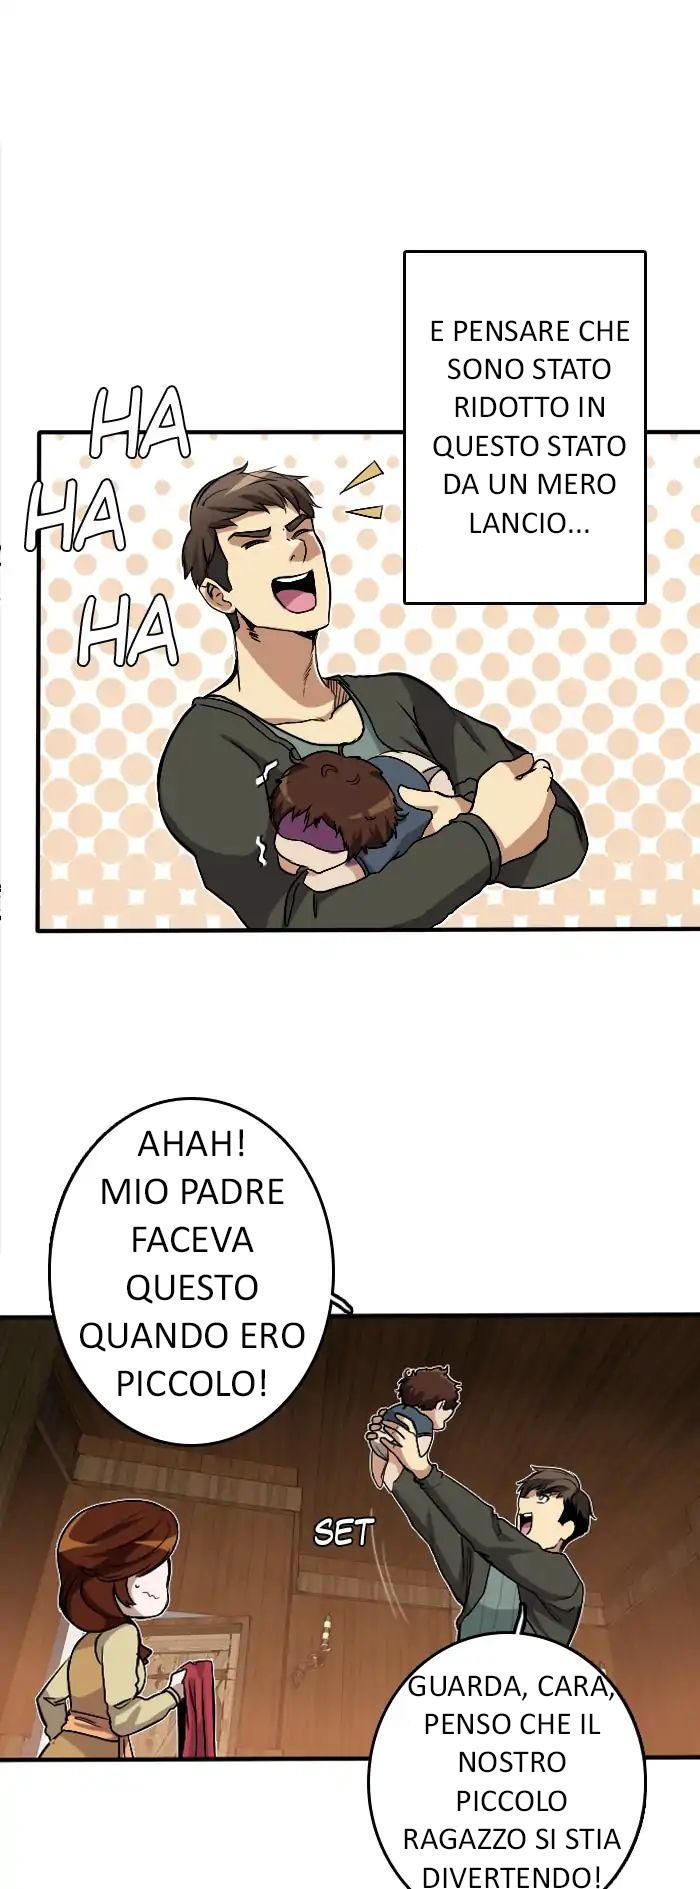 E PENSARE CHE
SONO STATO
RIDOTTO IN
QUESTO STATO
DA UN MERO
LANCIO...
HA
HA
HA
AHAH!
MIO PADRE
FACEVA
QUESTO
QUANDO ERO
PICCOLO!
SET
GUARDA, CARA,
PENSO CHE IL
NOSTRO
PICCOLO
RAGAZZO SI STIA
DIVERTENDO!